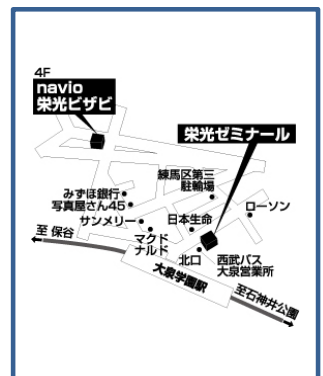 4F
navio
栄光ビザビ
栄光ゼミナール
練馬区第三
駐輪場
みずほ銀行
写真屋さん45
サンメリー
日本生命
ローソン
マクド
ナルド
至 保谷
北口
西武バス
大泉営業所
大泉学園駅
至石神井公園